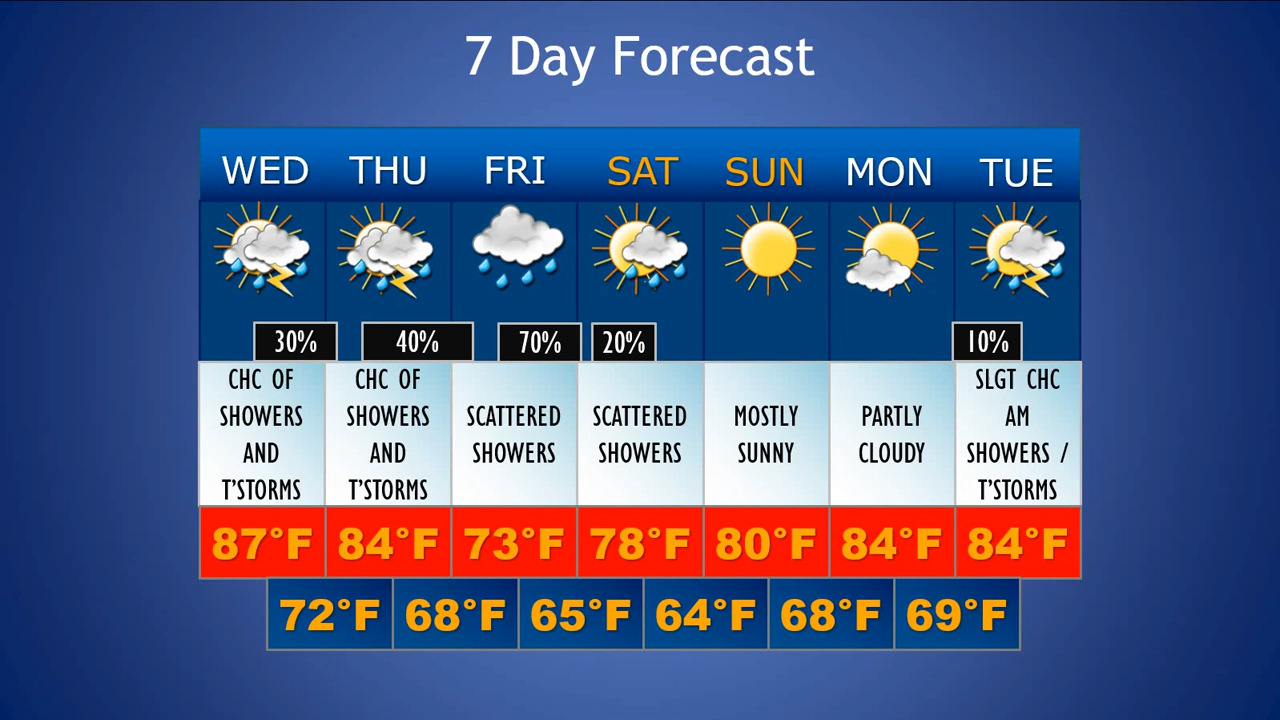 7 Day Forecast
WED THU FRI SAT SUN MON TUE
30% 40% 70% 20% 10%
CHC OF
SHOWERS
AND
T'STORMS
CHC OF
SHOWERS
AND
T'STORMS
SCATTERED
SHOWERS
SCATTERED
SHOWERS
MOSTLY
SUNNY
PARTLY
CLOUDY
SLGT CHC
AM
SHOWERS /
T'STORMS
87°F 84°F 73°F 78°F 80°F 84°F 84°F
72°F 68°F 65°F 64°F 68°F 69°F